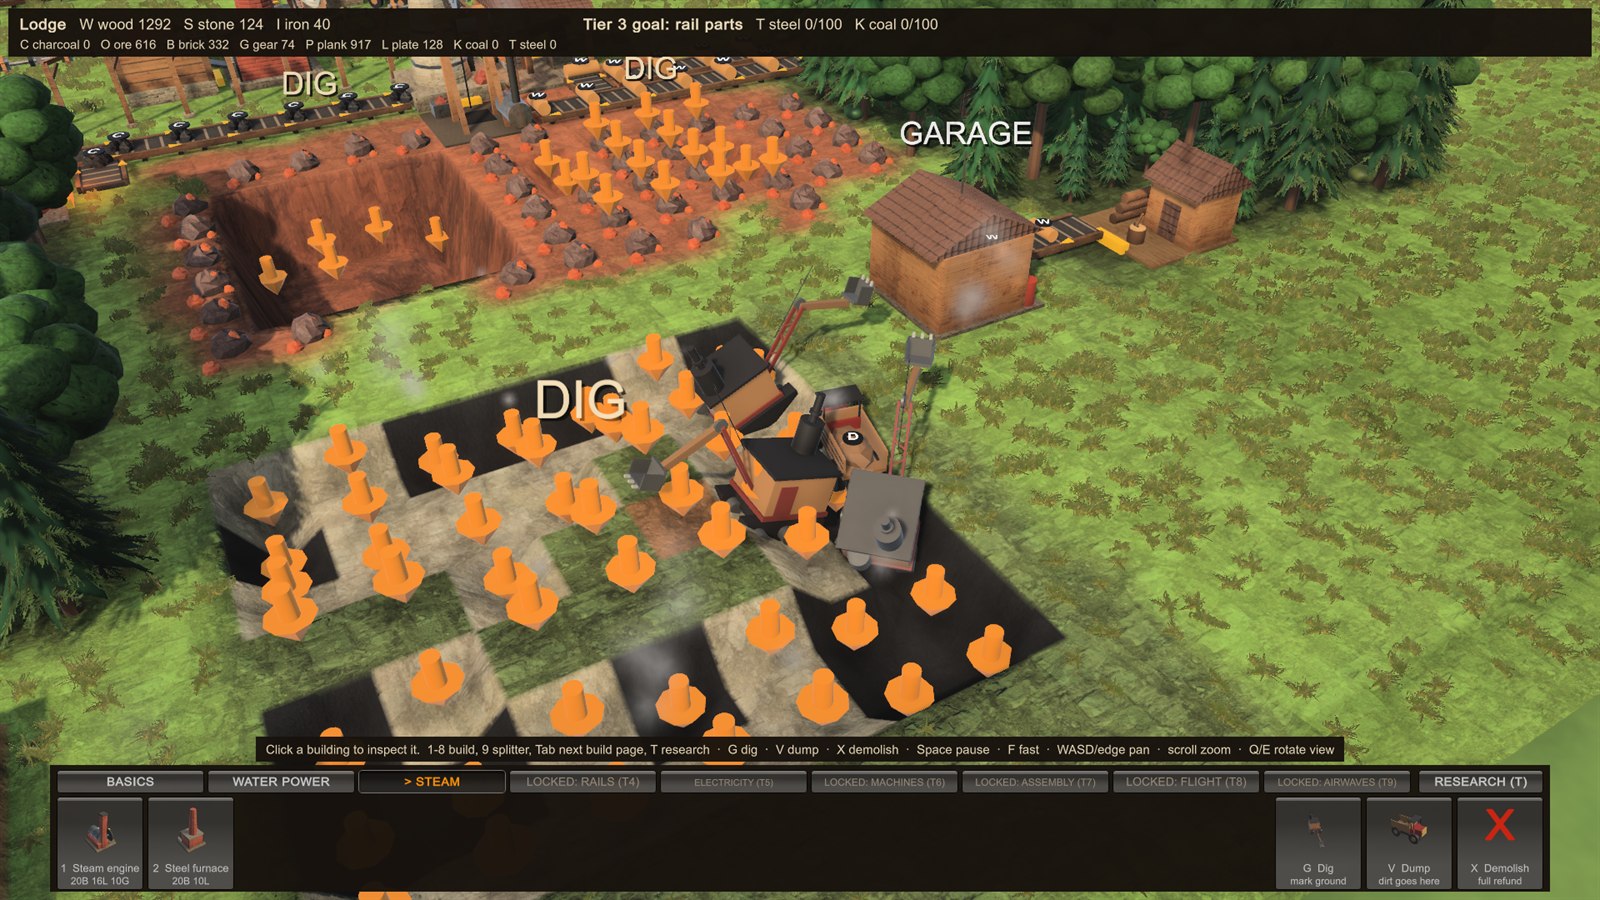 Lodge W wood 1292 S stone 124 I iron 40
Tier 3 goal: rail parts T steel 0/100 K coal 0/100
C charcoal 0 O ore 616 B brick 332 G gear 74 P plank 917 L plate 128 K coal 0 T steel 0
DIG
DIG
GARAGE
DIG
D
W
W
Click a building to inspect it. 1-8 build, 9 splitter, Tab next build page, T research · G dig · V dump · X demolish · Space pause · F fast · WASD/edge pan · scroll zoom · Q/E rotate view
BASICS
WATER POWER
> STEAM
LOCKED: RAILS (T4)
ELECTRICITY (T5)
LOCKED: MACHINES (T6)
LOCKED: ASSEMBLY (T7)
LOCKED: FLIGHT (T8)
LOCKED: AIRWAVES (T9)
RESEARCH (T)
1 Steam engine
20B 16L 10G
2 Steel furnace
20B 10L
G Dig
mark ground
V Dump
dirt goes here
X Demolish
full refund